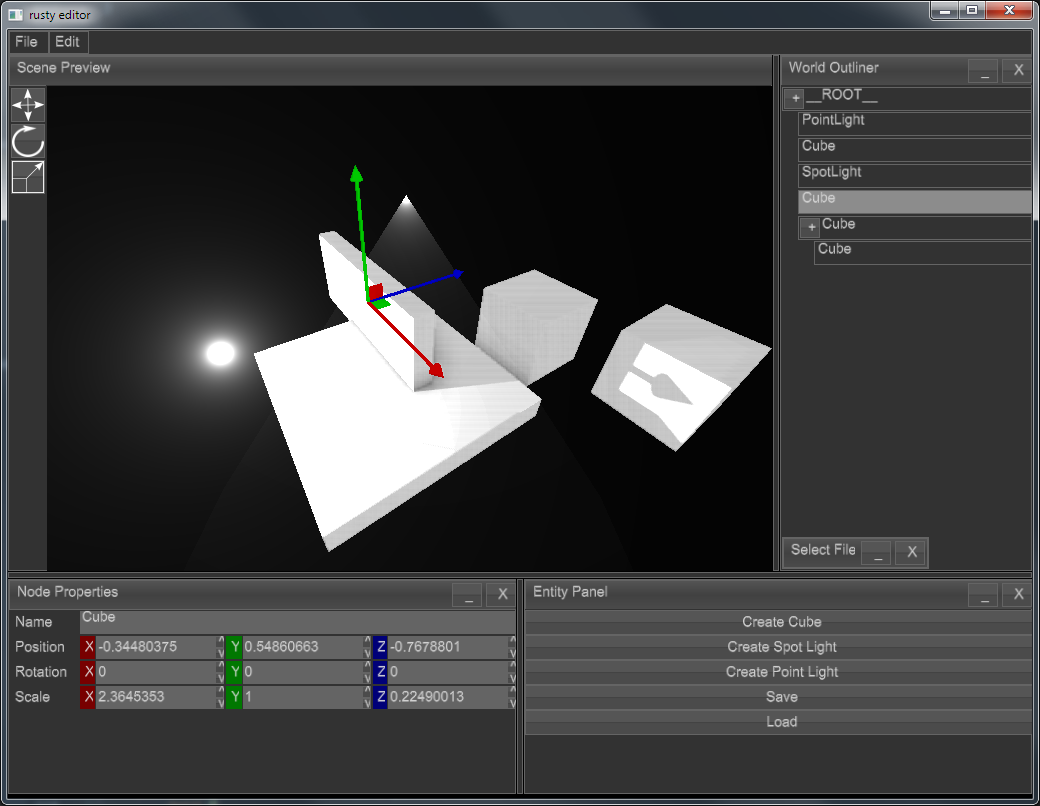 rusty editor
File Edit
Scene Preview
World Outliner _ X
+ __ROOT__
PointLight
Cube
SpotLight
Cube
+ Cube
Cube
Select File _ X
Node Properties _ X
Name Cube
Position X -0.34480375 Y 0.54860663 Z -0.7678801
Rotation X 0 Y 0 Z 0
Scale X 2.3645353 Y 1 Z 0.22490013
Entity Panel _ X
Create Cube
Create Spot Light
Create Point Light
Save
Load